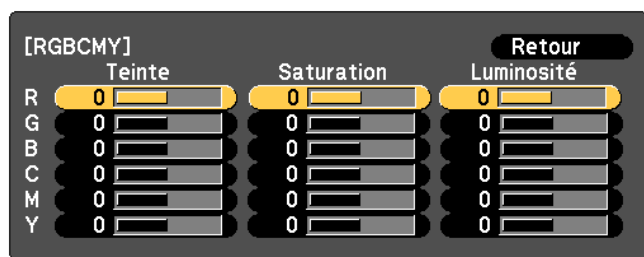 [RGBCMY] Retour
Teinte Saturation Luminosité
R 0 0 0
G 0 0 0
B 0 0 0
C 0 0 0
M 0 0 0
Y 0 0 0